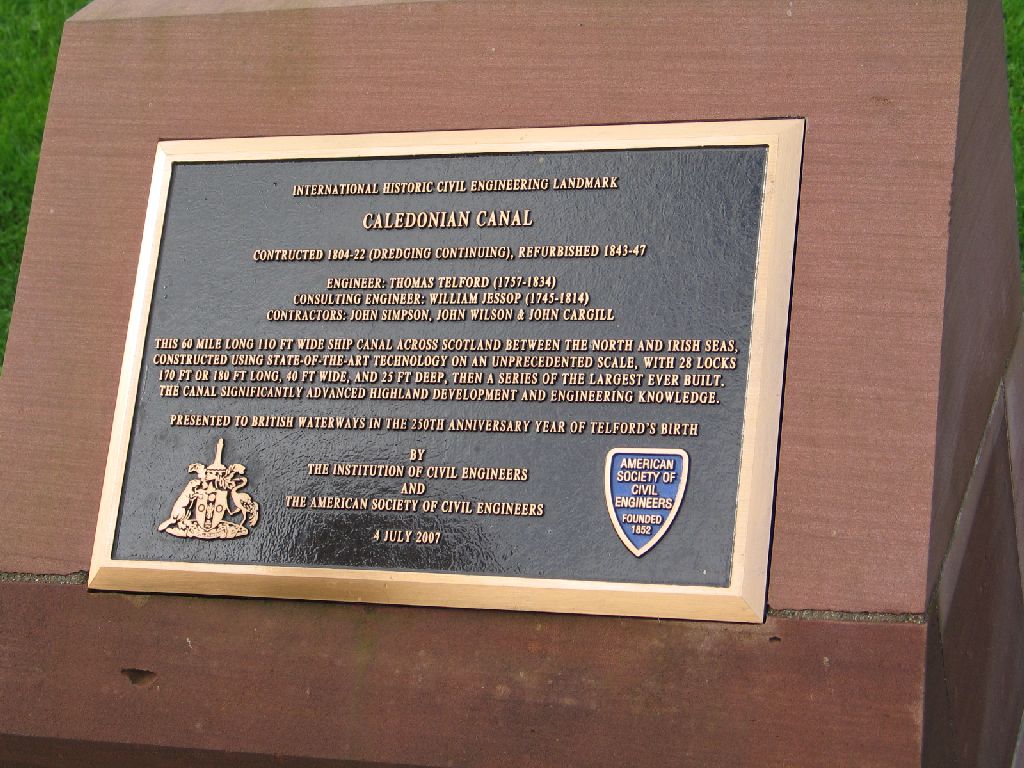 INTERNATIONAL HISTORIC CIVIL ENGINEERING LANDMARK
CALEDONIAN CANAL
CONTRUCTED 1804-22 (DREDGING CONTINUING), REFURBISHED 1843-47
ENGINEER: THOMAS TELFORD (1757-1834)
CONSULTING ENGINEER: WILLIAM JESSOP (1745-1814)
CONTRACTORS: JOHN SIMPSON, JOHN WILSON & JOHN CARGILL
THIS 60 MILE LONG 110 FT WIDE SHIP CANAL ACROSS SCOTLAND BETWEEN THE NORTH AND IRISH SEAS,
CONSTRUCTED USING STATE-OF-THE-ART TECHNOLOGY ON AN UNPRECEDENTED SCALE, WITH 28 LOCKS
170 FT OR 180 FT LONG, 40 FT WIDE, AND 25 FT DEEP, THEN A SERIES OF THE LARGEST EVER BUILT.
THE CANAL SIGNIFICANTLY ADVANCED HIGHLAND DEVELOPMENT AND ENGINEERING KNOWLEDGE.
PRESENTED TO BRITISH WATERWAYS IN THE 250TH ANNIVERSARY YEAR OF TELFORD'S BIRTH
BY
THE INSTITUTION OF CIVIL ENGINEERS
AND
THE AMERICAN SOCIETY OF CIVIL ENGINEERS
4 JULY 2007
AMERICAN
SOCIETY OF
CIVIL
ENGINEERS
FOUNDED
1852